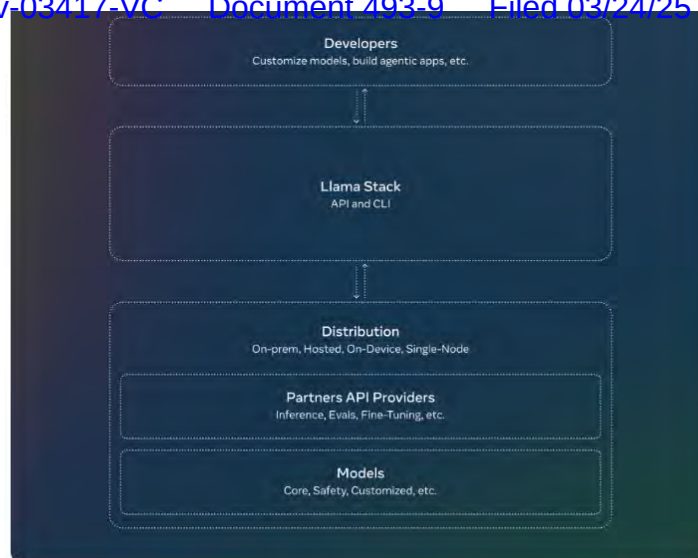 v-03417-VC Document 493-9 Filed 03/24/25
Developers
Customize models, build agentic apps, etc.
Llama Stack
API and CLI
Distribution
On-prem, Hosted, On-Device, Single-Node
Partners API Providers
Inference, Evals, Fine-Tuning, etc.
Models
Core, Safety, Customized, etc.